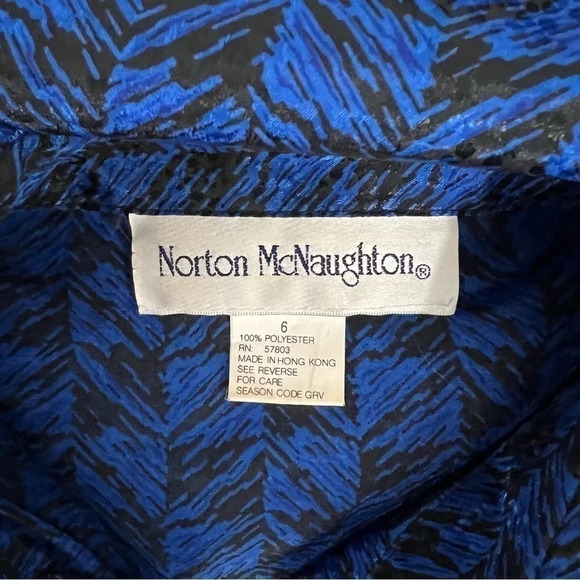 Norton McNaughton®
6
100% POLYESTER
RN: 57803
MADE IN HONG KONG
SEE REVERSE
FOR CARE
SEASON CODE GRV